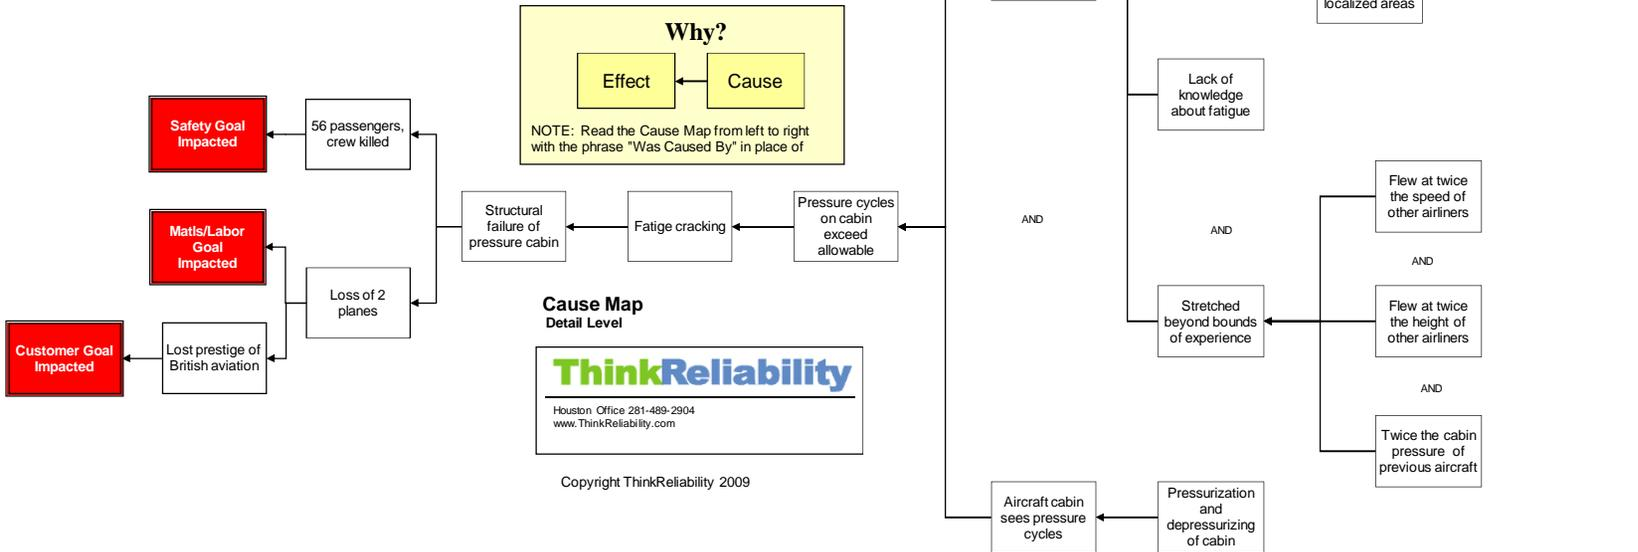 localized areas
Why?
Effect
Cause
NOTE: Read the Cause Map from left to right
with the phrase "Was Caused By" in place of
Lack of
knowledge
about fatigue
Safety Goal
Impacted
56 passengers,
crew killed
Matls/Labor
Goal
Impacted
Structural
failure of
pressure cabin
Fatige cracking
Pressure cycles
on cabin
exceed
allowable
AND
AND
Flew at twice
the speed of
other airliners
AND
Loss of 2
planes
Stretched
beyond bounds
of experience
Flew at twice
the height of
other airliners
Customer Goal
Impacted
Lost prestige of
British aviation
Cause Map
Detail Level
ThinkReliability
Houston Office 281-489-2904
www.ThinkReliability.com
AND
Twice the cabin
pressure of
previous aircraft
Copyright ThinkReliability 2009
Aircraft cabin
sees pressure
cycles
Pressurization
and
depressurizing
of cabin